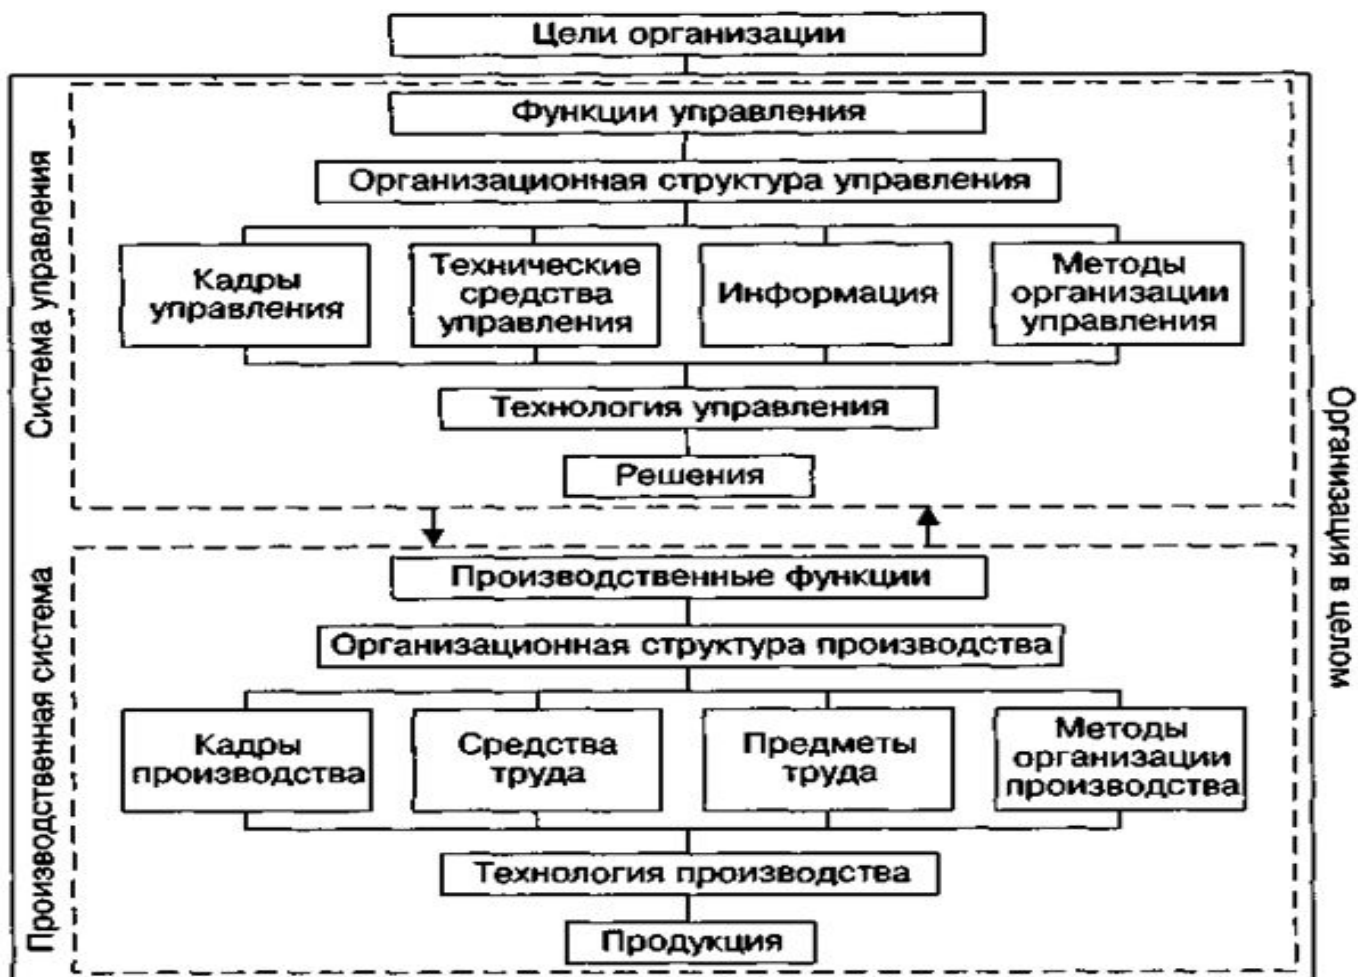 Цели организации
Функции управления
Организационная структура управления
Кадры
управления
Технические
средства
управления
Информация
Методы
организации
управления
Технология управления
Решения
Система управления
Производственные функции
Организационная структура производства
Кадры
производства
Средства
труда
Предметы
труда
Методы
организации
производства
Технология производства
Продукция
Производственная система
Организация в целом